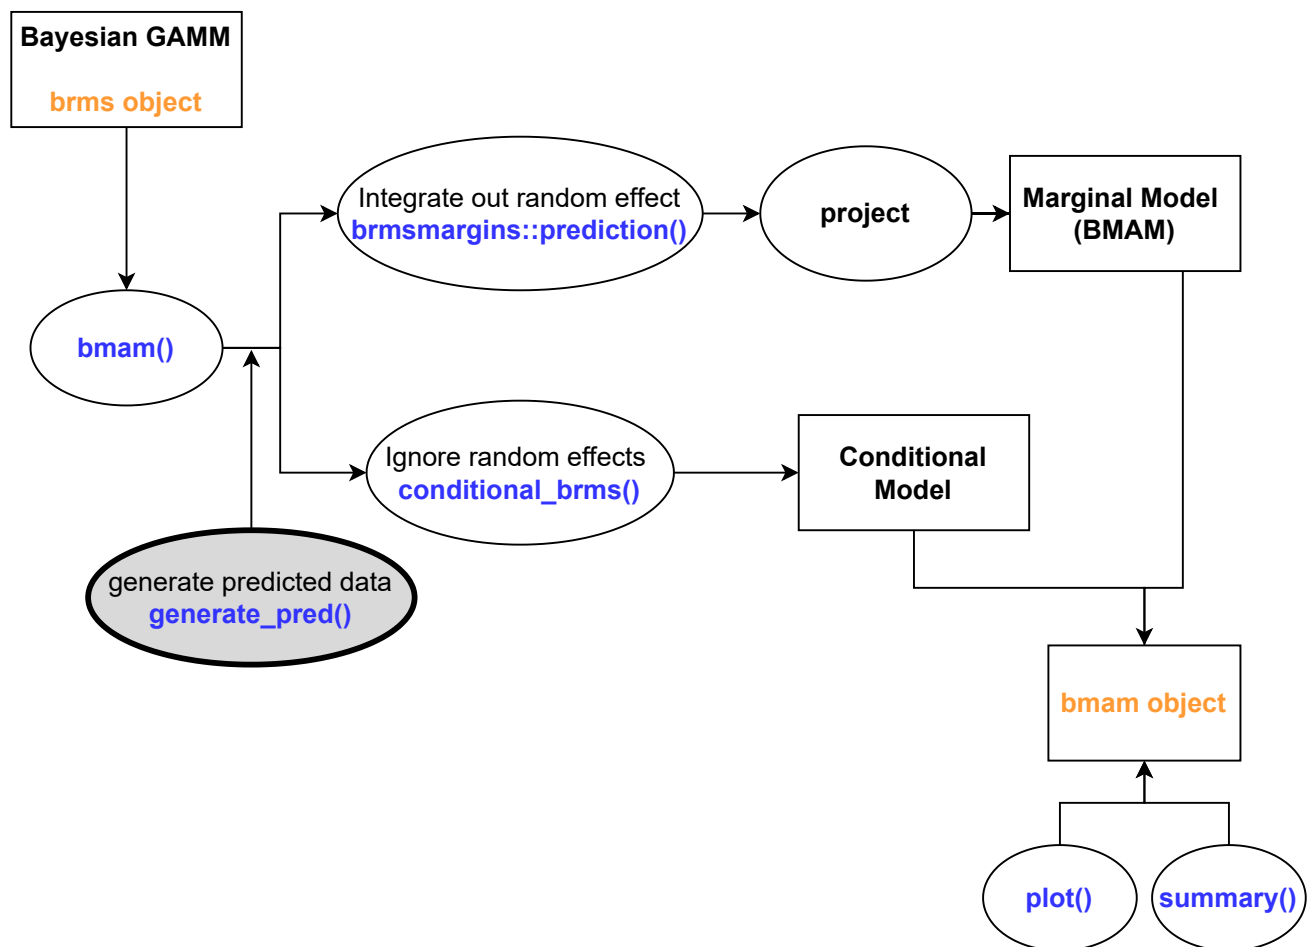 Bayesian GAMM
brms object
Integrate out random effect
brmsmargins::prediction()
project
Marginal Model
(BMAM)
bmam()
Ignore random effects
conditional_brms()
Conditional
Model
generate predicted data
generate_pred()
bmam object
plot()
summary()